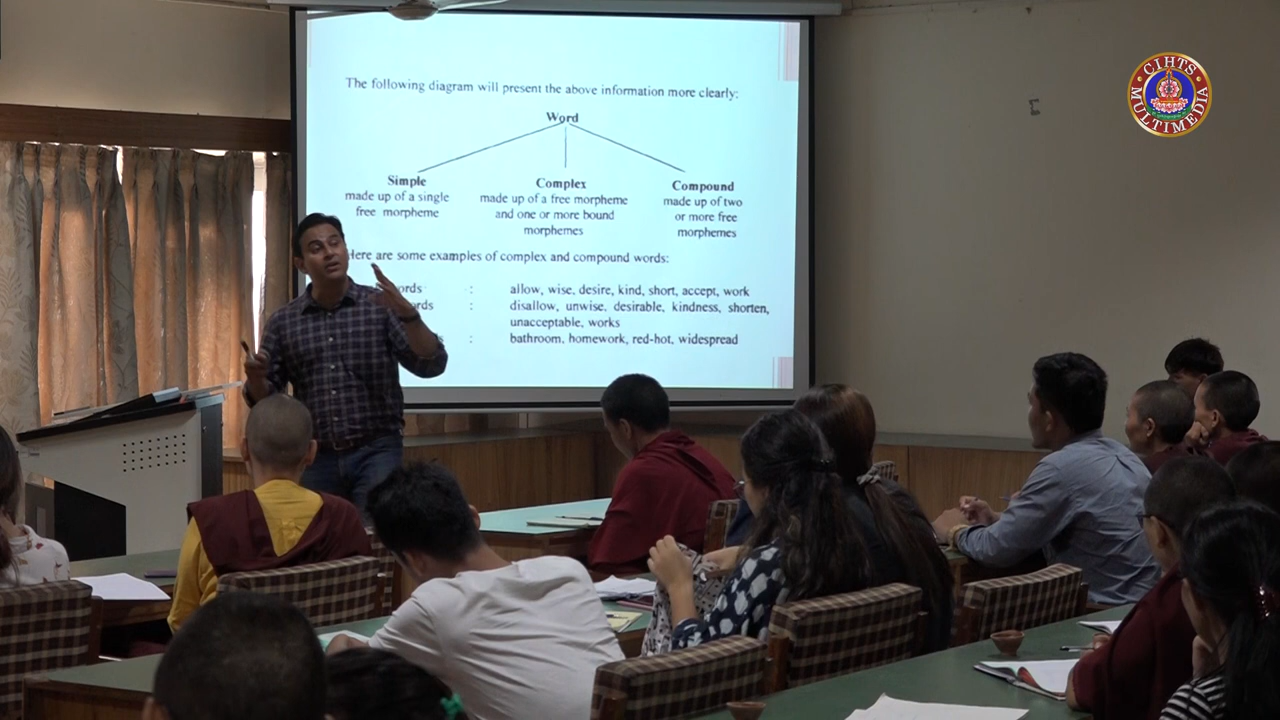 The following diagram will present the above information more clearly:
Word
Simple
made up of a single
free morpheme
Complex
made up of a free morpheme
and one or more bound
morphemes
Compound
made up of two
or more free
morphemes
Here are some examples of complex and compound words:
: allow, wise, desire, kind, short, accept, work
: disallow, unwise, desirable, kindness, shorten,
unacceptable, works
: bathroom, homework, red-hot, widespread
CIHTS
MULTIMEDIA